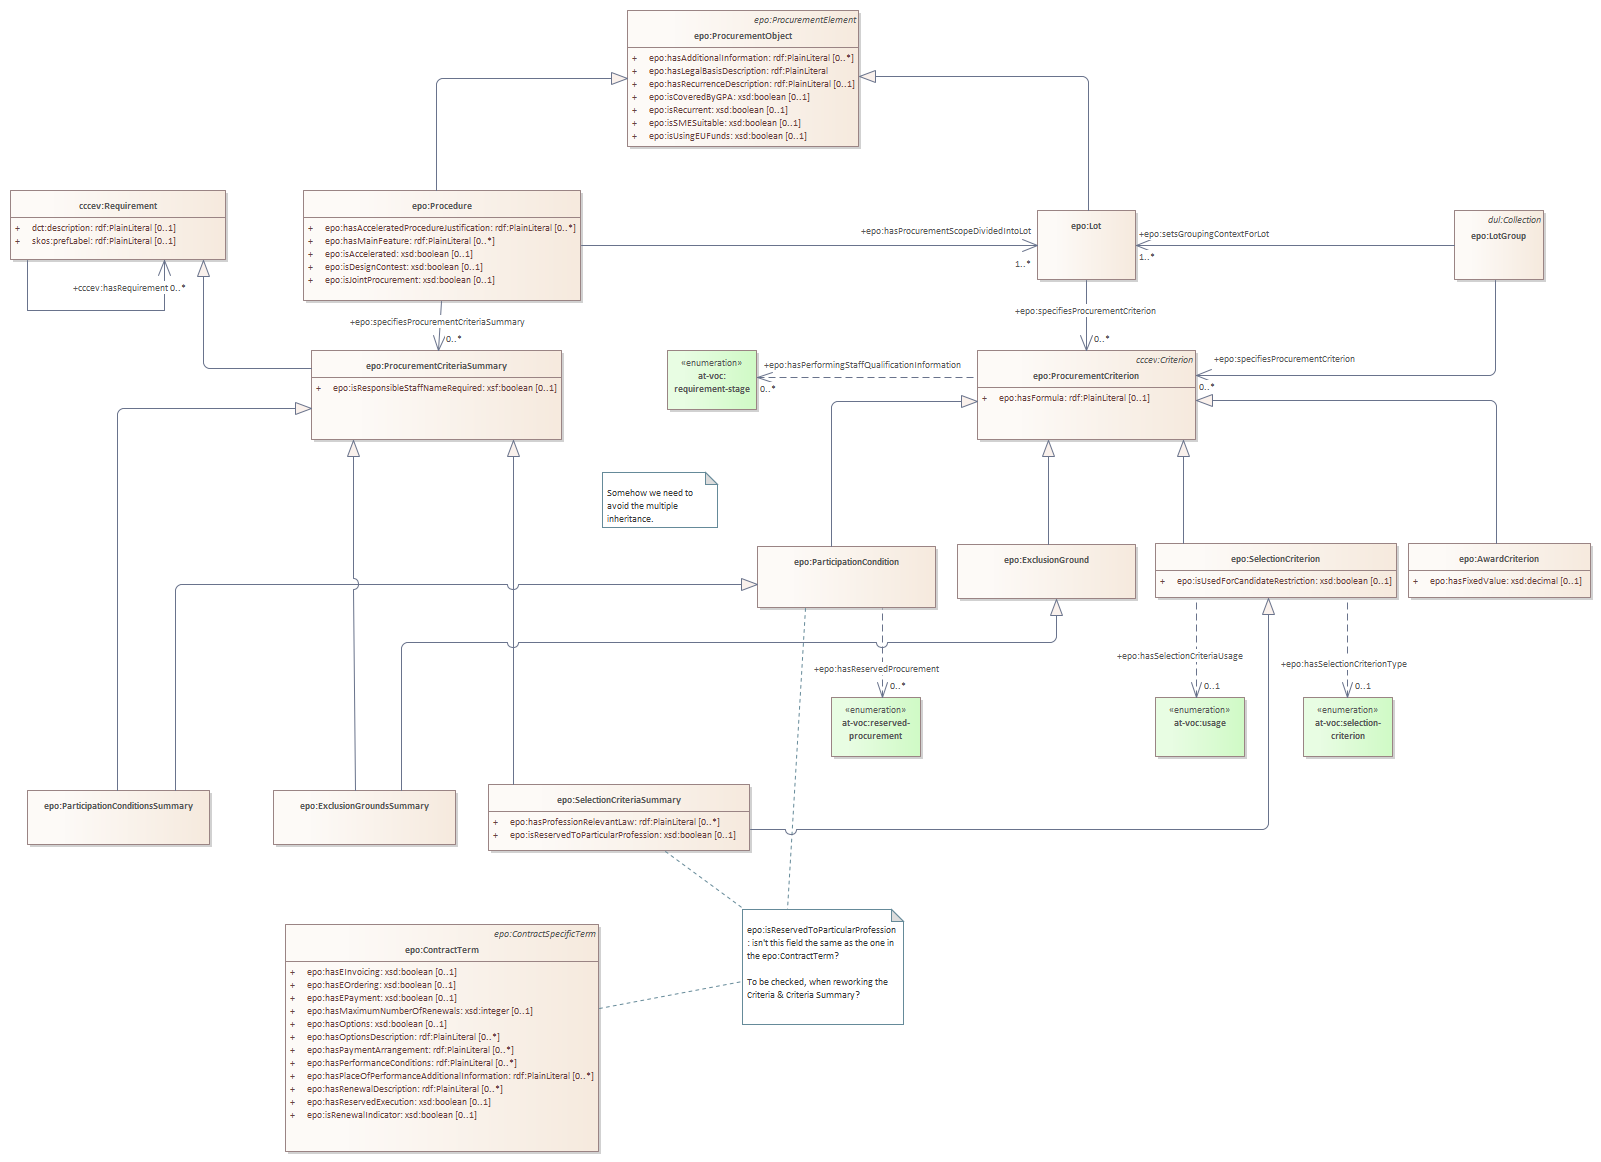 epo:ProcurementElement
epo:ProcurementObject
+ epo:hasAdditionalInformation: rdf:PlainLiteral [0..*]
+ epo:hasLegalBasisDescription: rdf:PlainLiteral
+ epo:hasRecurrenceDescription: rdf:PlainLiteral [0..1]
+ epo:isCoveredByGPA: xsd:boolean [0..1]
+ epo:isRecurrent: xsd:boolean [0..1]
+ epo:isSMESuitable: xsd:boolean [0..1]
+ epo:isUsingEUFunds: xsd:boolean [0..1]
cccev:Requirement
+ dct:description: rdf:PlainLiteral [0..1]
+ skos:prefLabel: rdf:PlainLiteral [0..1]
+cccev:hasRequirement 0..*
epo:Procedure
+ epo:hasAcceleratedProcedureJustification: rdf:PlainLiteral [0..*]
+ epo:hasMainFeature: rdf:PlainLiteral [0..*]
+ epo:isAccelerated: xsd:boolean [0..1]
+ epo:isDesignContest: xsd:boolean [0..1]
+ epo:isJointProcurement: xsd:boolean [0..1]
+epo:hasProcurementScopeDividedIntoLot
1..*
epo:Lot
+epo:setsGroupingContextForLot
1..*
dul:Collection
epo:LotGroup
+epo:specifiesProcurementCriteriaSummary
0..*
+epo:specifiesProcurementCriterion
0..*
+epo:specifiesProcurementCriterion
0..*
epo:ProcurementCriteriaSummary
+ epo:isResponsibleStaffNameRequired: xsf:boolean [0..1]
«enumeration»
at-voc:
requirement-stage
+epo:hasPerformingStaffQualificationInformation
0..*
cccev:Criterion
epo:ProcurementCriterion
+ epo:hasFormula: rdf:PlainLiteral [0..1]
Somehow we need to
avoid the multiple
inheritance.
epo:ParticipationCondition
epo:ExclusionGround
epo:SelectionCriterion
+ epo:isUsedForCandidateRestriction: xsd:boolean [0..1]
epo:AwardCriterion
+ epo:hasFixedValue: xsd:decimal [0..1]
+epo:hasReservedProcurement
0..*
+epo:hasSelectionCriteriaUsage
0..1
+epo:hasSelectionCriterionType
0..1
«enumeration»
at-voc:reserved-
procurement
«enumeration»
at-voc:usage
«enumeration»
at-voc:selection-
criterion
epo:ParticipationConditionsSummary
epo:ExclusionGroundsSummary
epo:SelectionCriteriaSummary
+ epo:hasProfessionRelevantLaw: rdf:PlainLiteral [0..*]
+ epo:isReservedToParticularProfession: xsd:boolean [0..1]
epo:isReservedToParticularProfession
: isn't this field the same as the one in
the epo:ContractTerm?
To be checked, when reworking the
Criteria & Criteria Summary?
epo:ContractSpecificTerm
epo:ContractTerm
+ epo:hasEInvoicing: xsd:boolean [0..1]
+ epo:hasEOrdering: xsd:boolean [0..1]
+ epo:hasEPayment: xsd:boolean [0..1]
+ epo:hasMaximumNumberOfRenewals: xsd:integer [0..1]
+ epo:hasOptions: xsd:boolean [0..1]
+ epo:hasOptionsDescription: rdf:PlainLiteral [0..*]
+ epo:hasPaymentArrangement: rdf:PlainLiteral [0..*]
+ epo:hasPerformanceConditions: rdf:PlainLiteral [0..*]
+ epo:hasPlaceOfPerformanceAdditionalInformation: rdf:PlainLiteral [0..*]
+ epo:hasRenewalDescription: rdf:PlainLiteral [0..*]
+ epo:hasReservedExecution: xsd:boolean [0..1]
+ epo:isRenewalIndicator: xsd:boolean [0..1]